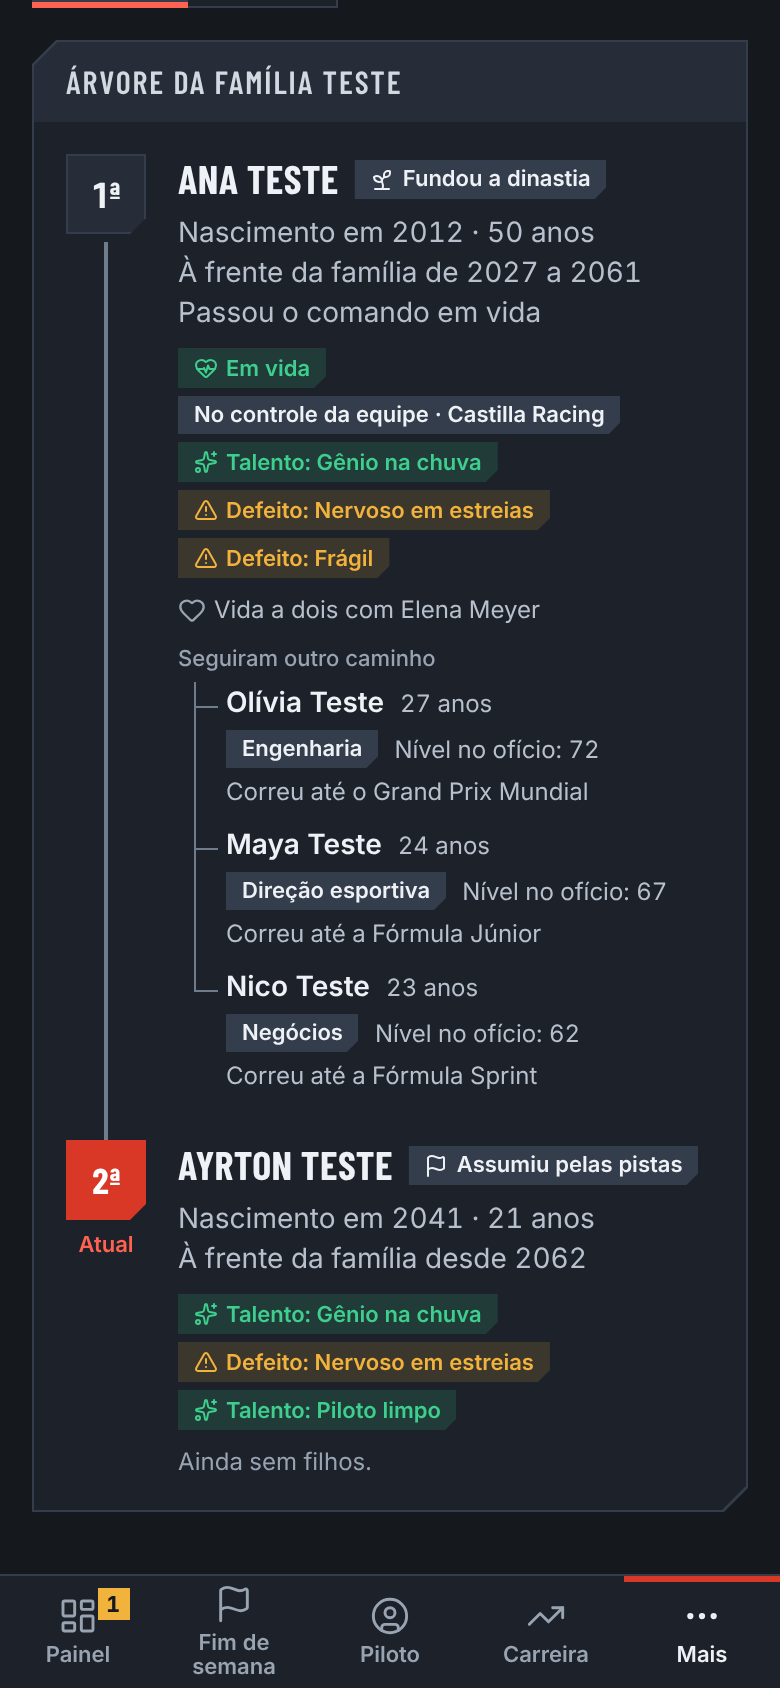 ÁRVORE DA FAMÍLIA TESTE
1ª
ANA TESTE
Fundou a dinastia
Nascimento em 2012 · 50 anos
À frente da família de 2027 a 2061
Passou o comando em vida
Em vida
No controle da equipe · Castilla Racing
Talento: Gênio na chuva
Defeito: Nervoso em estreias
Defeito: Frágil
Vida a dois com Elena Meyer
Seguiram outro caminho
Olívia Teste 27 anos
Engenharia Nível no ofício: 72
Correu até o Grand Prix Mundial
Maya Teste 24 anos
Direção esportiva Nível no ofício: 67
Correu até a Fórmula Júnior
Nico Teste 23 anos
Negócios Nível no ofício: 62
Correu até a Fórmula Sprint
2ª
Atual
AYRTON TESTE
Assumiu pelas pistas
Nascimento em 2041 · 21 anos
À frente da família desde 2062
Talento: Gênio na chuva
Defeito: Nervoso em estreias
Talento: Piloto limpo
Ainda sem filhos.
1
Painel
Fim de
semana
Piloto
Carreira
Mais